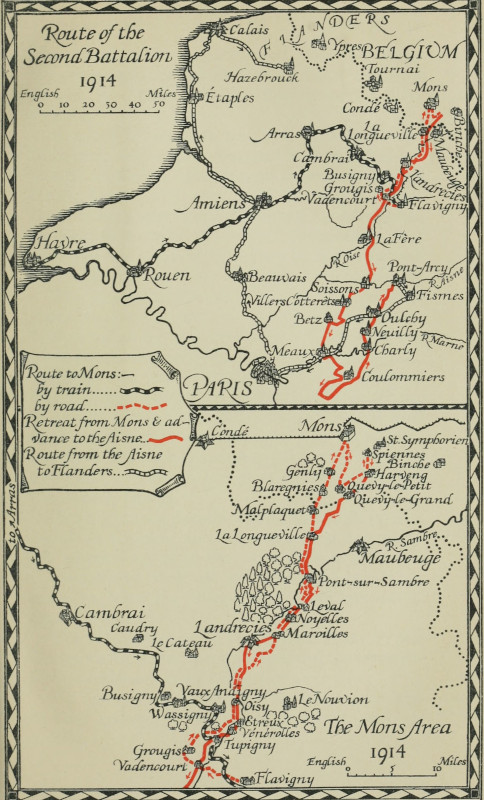 Route of the
Second Battalion
1914
English Miles
0 10 20 30 40 50
FLANDERS
BELGIUM
Calais
Ypres
Hazebrouck
Tournai
Condé
Mons
Étaples
Arras
La
Longueville
Binche
Maubeuge
Cambrai
Landrecies
Busigny
Grougis
Vadencourt
Flavigny
Amiens
La Fère
Havre
Rouen
R. Oise
Pont-Arcy
R. Aisne
Beauvais
Soissons
Villers Cotterets
Fismes
Betz
Oulchy
Neuilly
R. Marne
Meaux
Charly
PARIS
Coulommiers
Route to Mons:—
by train......
by road......
Retreat from Mons & ad-
vance to the Aisne..
Route from the Aisne
to Flanders...
Condé
Mons
St. Symphorien
Spiennes
Binche
Genly
Harveng
Blaregnies
Quevy-le-Petit
Quevy-le-Grand
Malplaquet
La Longueville
R. Sambre
Maubeuge
to Arras
Pont-sur-Sambre
Leval
Noyelles
Cambrai
Caudry
Landrecies
Maroilles
Le Cateau
Busigny
Vaux Andigny
Oisy
Le Nouvion
Wassigny
Étreux
Vénérolles
Tupigny
Grougis
Vadencourt
Flavigny
The Mons Area
1914
English Miles
0 5 10